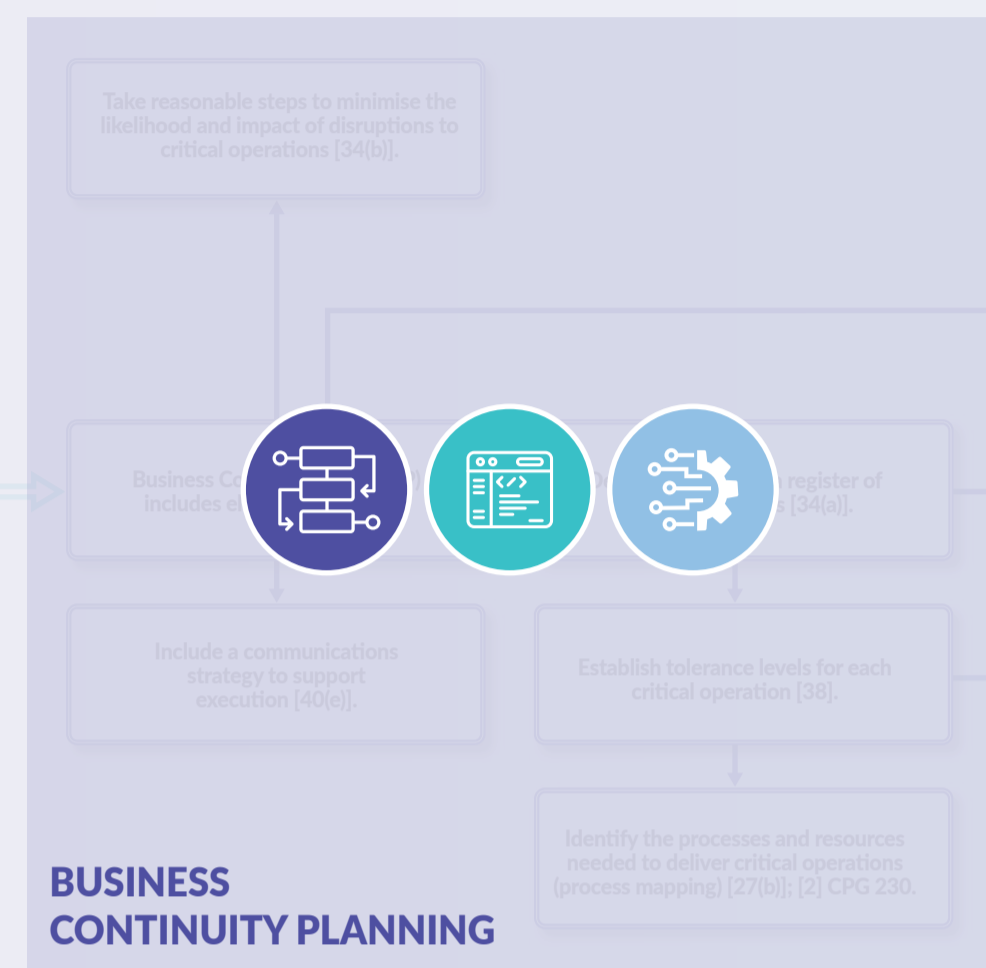 Take reasonable steps to minimise the
likelihood and impact of disruptions to
critical operations [34(b)].
Business Co
includes el
register of
s [34(a)].
Include a communications
strategy to support
execution [40(e)].
Establish tolerance levels for each
critical operation [38].
Identify the processes and resources
needed to deliver critical operations
(process mapping) [27(b)]; [2] CPG 230.
BUSINESS
CONTINUITY PLANNING